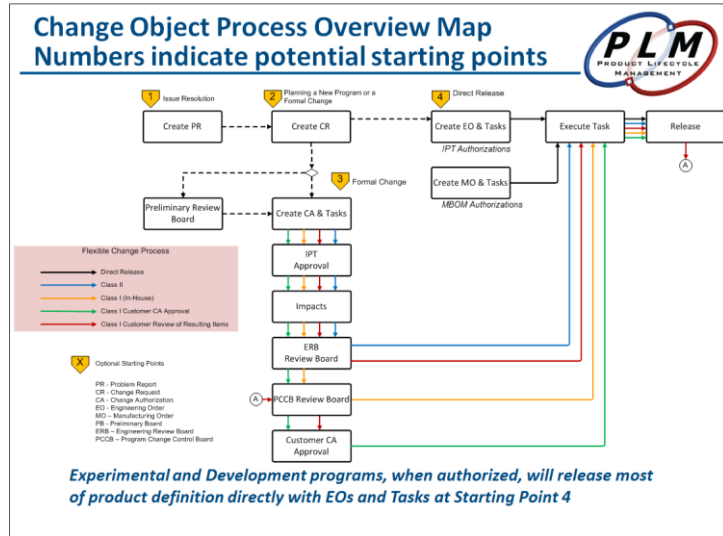 Change Object Process Overview Map
Numbers indicate potential starting points
PLM
PRODUCT LIFECYCLE
MANAGEMENT
1 Issue Resolution
2 Planning a New Program or a
Formal Change
4 Direct Release
Create PR
Create CR
Create EO & Tasks
Execute Task
Release
IPT Authorizations
A
3 Formal Change
Create MO & Tasks
MBOM Authorizations
Preliminary Review
Board
Create CA & Tasks
Flexible Change Process
Direct Release
Class II
Class I (In-House)
Class I Customer CA Approval
Class I Customer Review of Resulting Items
IPT
Approval
Impacts
ERB
Review Board
X Optional Starting Points
PR - Problem Report
CR - Change Request
CA - Change Authorization
EO - Engineering Order
MO – Manufacturing Order
PB - Preliminary Board
ERB – Engineering Review Board
PCCB – Program Change Control Board
A
PCCB Review Board
Customer CA
Approval
Experimental and Development programs, when authorized, will release most
of product definition directly with EOs and Tasks at Starting Point 4